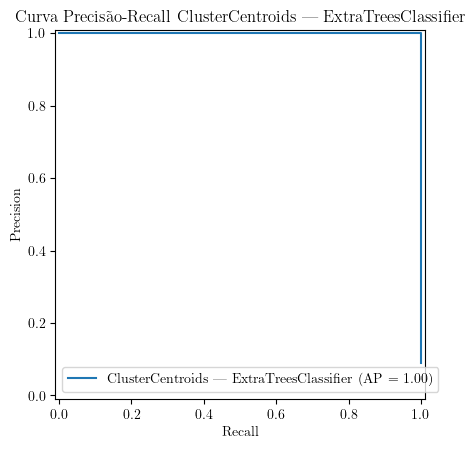 Curva Precisão-Recall ClusterCentroids — ExtraTreesClassifier
1.0
0.8
0.6
0.4
0.2
0.0
Precision
ClusterCentroids — ExtraTreesClassifier (AP = 1.00)
0.0 0.2 0.4 0.6 0.8 1.0
Recall